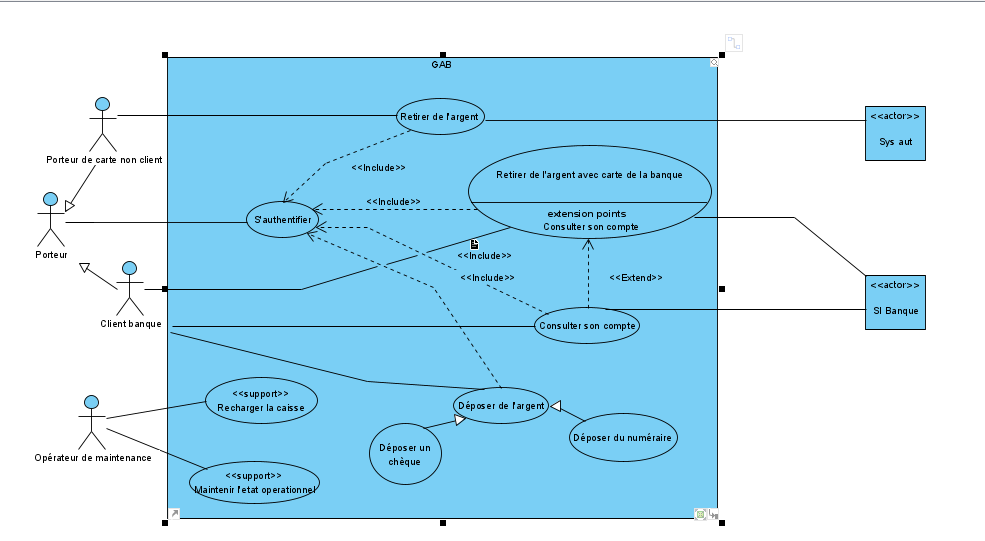 GAB
Retirer de l'argent
<<actor>>
Sys aut
Porteur de carte non client
<<Include>>
Retirer de l'argent avec carte de la banque
<<Include>>
extension points
Consulter son compte
S'authentifier
Porteur
<<Include>>
<<Include>>
<<Extend>>
<<actor>>
SI Banque
Client banque
Consulter son compte
<<support>>
Recharger la caisse
Déposer de l'argent
Déposer du numéraire
Déposer un
chèque
Opérateur de maintenance
<<support>>
Maintenir l'etat operationnel